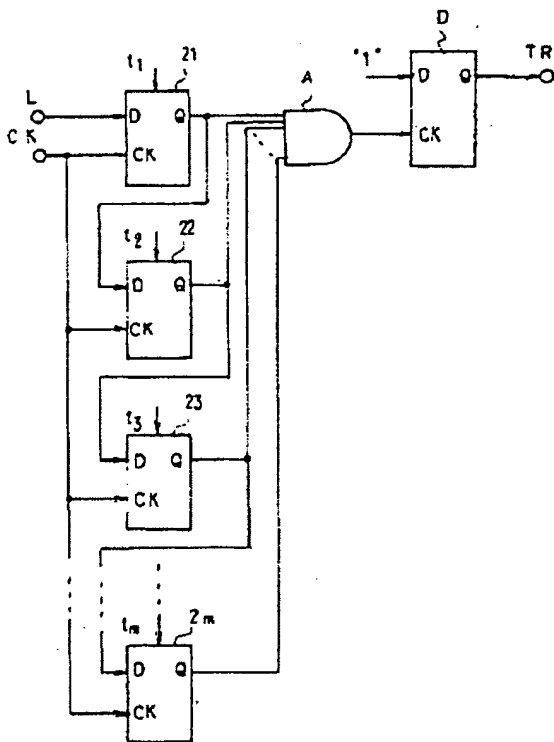 D
t1 21 A "1" D Q TR
L D Q CK
CK CK
t2 22
D Q
CK
t3 23
D Q
CK
tm 2m
D Q
CK